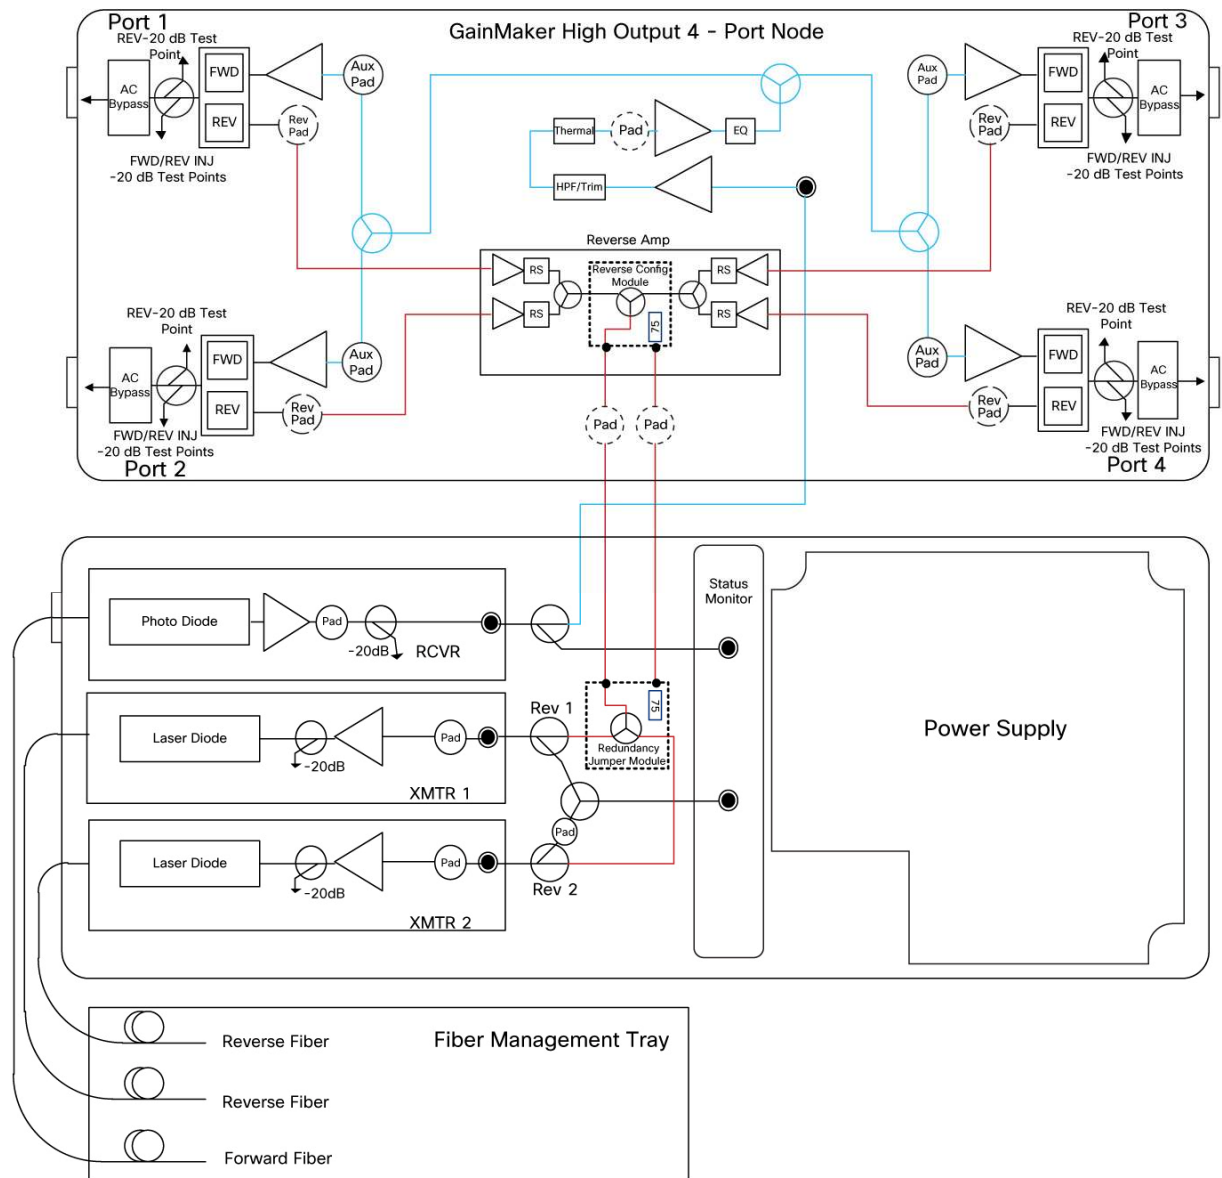 Port 1
GainMaker High Output 4 - Port Node
Port 3
REV-20 dB Test
Point
REV-20 dB Test
Point
AC
Bypass
FWD
REV
Aux
Pad
Rev
Pad
FWD/REV INJ
-20 dB Test Points
Thermal
Pad
EQ
HPF/Trim
Aux
Pad
Rev
Pad
FWD
REV
AC
Bypass
FWD/REV INJ
-20 dB Test Points
Reverse Amp
RS
RS
Reverse Config
Module
75
RS
RS
REV-20 dB Test
Point
AC
Bypass
FWD
REV
Aux
Pad
Rev
Pad
FWD/REV INJ
-20 dB Test Points
Port 2
Pad
Pad
REV-20 dB Test
Point
Aux
Pad
Rev
Pad
FWD
REV
AC
Bypass
FWD/REV INJ
-20 dB Test Points
Port 4
Photo Diode
Pad
-20dB
RCVR
Status
Monitor
Power Supply
Laser Diode
-20dB
Pad
XMTR 1
Rev 1
75
Redundancy
Jumper Module
Pad
Laser Diode
-20dB
Pad
XMTR 2
Rev 2
Fiber Management Tray
Reverse Fiber
Reverse Fiber
Forward Fiber